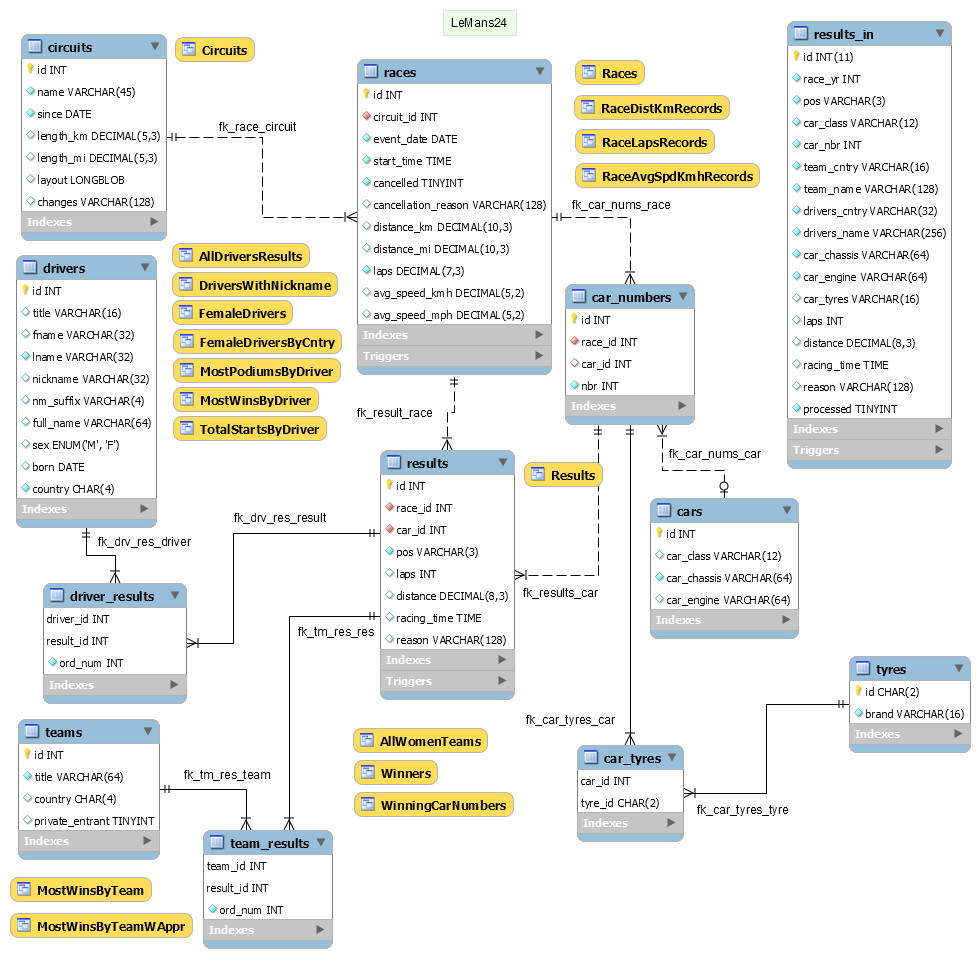 LeMans24
circuits
id INT
name VARCHAR(45)
since DATE
length_km DECIMAL(5,3)
length_mi DECIMAL(5,3)
layout LONGBLOB
changes VARCHAR(128)
Indexes
Circuits
fk_race_circuit
races
id INT
circuit_id INT
event_date DATE
start_time TIME
cancelled TINYINT
cancellation_reason VARCHAR(128)
distance_km DECIMAL(10,3)
distance_mi DECIMAL(10,3)
laps DECIMAL(7,3)
avg_speed_kmh DECIMAL(5,2)
avg_speed_mph DECIMAL(5,2)
Indexes
Triggers
Races
RaceDistKmRecords
RaceLapsRecords
RaceAvgSpdKmhRecords
fk_car_nums_race
results_in
id INT(11)
race_yr INT
pos VARCHAR(3)
car_class VARCHAR(12)
car_nbr INT
team_cntry VARCHAR(16)
team_name VARCHAR(128)
drivers_cntry VARCHAR(32)
drivers_name VARCHAR(256)
car_chassis VARCHAR(64)
car_engine VARCHAR(64)
car_tyres VARCHAR(16)
laps INT
distance DECIMAL(8,3)
racing_time TIME
reason VARCHAR(128)
processed TINYINT
Indexes
Triggers
drivers
id INT
title VARCHAR(16)
fname VARCHAR(32)
lname VARCHAR(32)
nickname VARCHAR(32)
nm_suffix VARCHAR(4)
full_name VARCHAR(64)
sex ENUM('M', 'F')
born DATE
country CHAR(4)
Indexes
AllDriversResults
DriversWithNickname
FemaleDrivers
FemaleDriversByCntry
MostPodiumsByDriver
MostWinsByDriver
TotalStartsByDriver
car_numbers
id INT
race_id INT
car_id INT
nbr INT
Indexes
fk_result_race
fk_car_nums_car
results
id INT
race_id INT
car_id INT
pos VARCHAR(3)
laps INT
distance DECIMAL(8,3)
racing_time TIME
reason VARCHAR(128)
Indexes
Triggers
Results
fk_results_car
cars
id INT
car_class VARCHAR(12)
car_chassis VARCHAR(64)
car_engine VARCHAR(64)
Indexes
fk_drv_res_driver
fk_drv_res_result
fk_tm_res_res
driver_results
driver_id INT
result_id INT
ord_num INT
Indexes
tyres
id CHAR(2)
brand VARCHAR(16)
Indexes
fk_car_tyres_car
fk_car_tyres_tyre
car_tyres
car_id INT
tyre_id CHAR(2)
Indexes
AllWomenTeams
Winners
WinningCarNumbers
teams
id INT
title VARCHAR(64)
country CHAR(4)
private_entrant TINYINT
Indexes
fk_tm_res_team
team_results
team_id INT
result_id INT
ord_num INT
Indexes
MostWinsByTeam
MostWinsByTeamWAppr